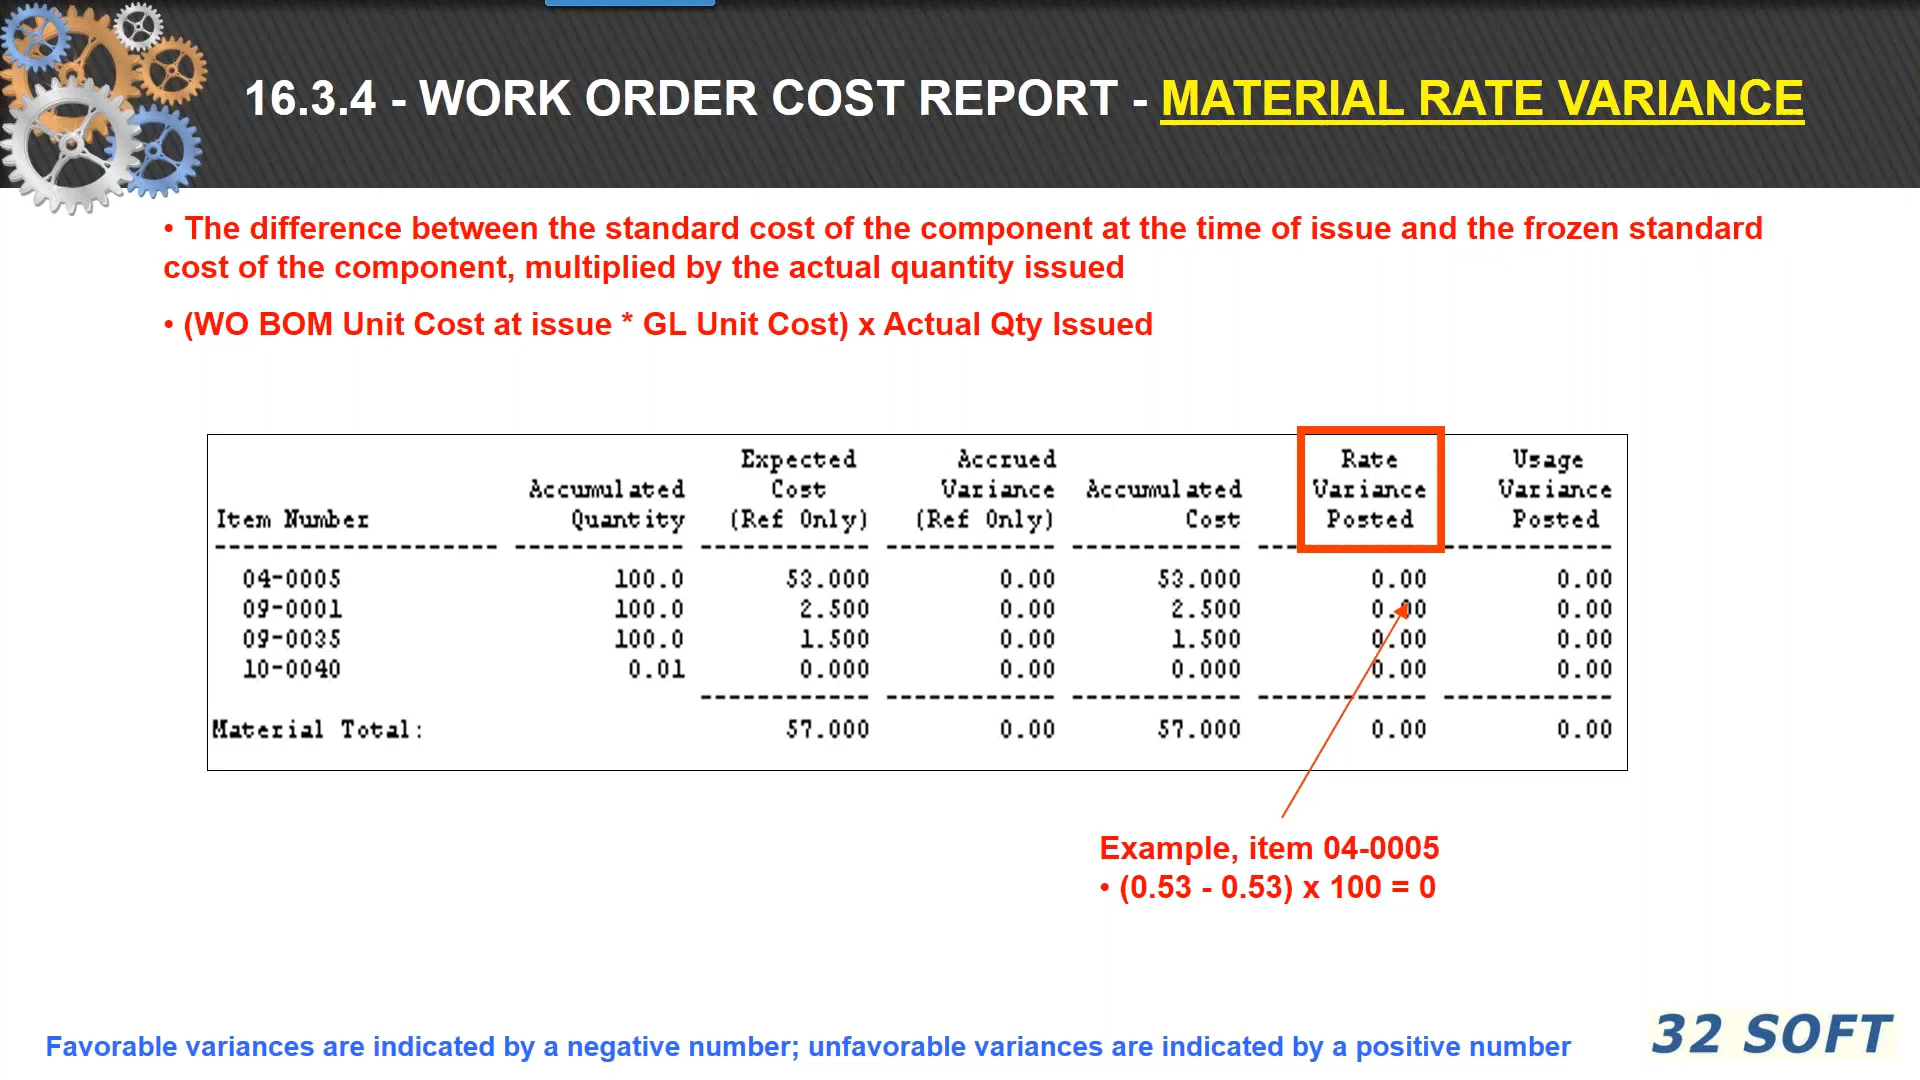 16.3.4 - WORK ORDER COST REPORT - MATERIAL RATE VARIANCE
• The difference between the standard cost of the component at the time of issue and the frozen standard
cost of the component, multiplied by the actual quantity issued
• (WO BOM Unit Cost at issue * GL Unit Cost) x Actual Qty Issued
Expected Accrued Rate Usage
Accumulated Cost Variance Accumulated Variance Variance
Item Number Quantity (Ref Only) (Ref Only) Cost Posted Posted
04-0005 100.0 53.000 0.00 53.000 0.00 0.00
09-0001 100.0 2.500 0.00 2.500 0.00 0.00
09-0035 100.0 1.500 0.00 1.500 0.00 0.00
10-0040 0.01 0.000 0.00 0.000 0.00 0.00
Material Total: 57.000 0.00 57.000 0.00 0.00
Example, item 04-0005
• (0.53 - 0.53) x 100 = 0
Favorable variances are indicated by a negative number; unfavorable variances are indicated by a positive number
32 SOFT